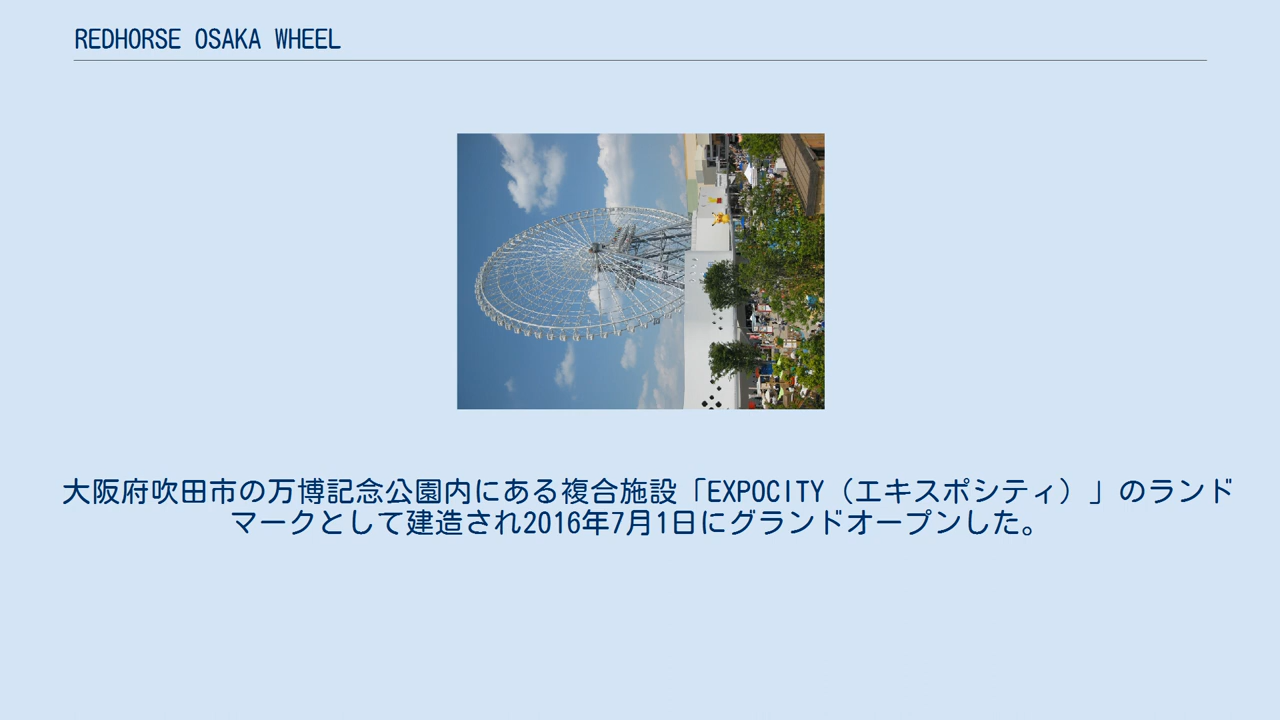 REDHORSE OSAKA WHEEL
大阪府吹田市の万博記念公園内にある複合施設「EXPOCITY（エキスポシティ）」のランド
マークとして建造され2016年7月1日にグランドオープンした。